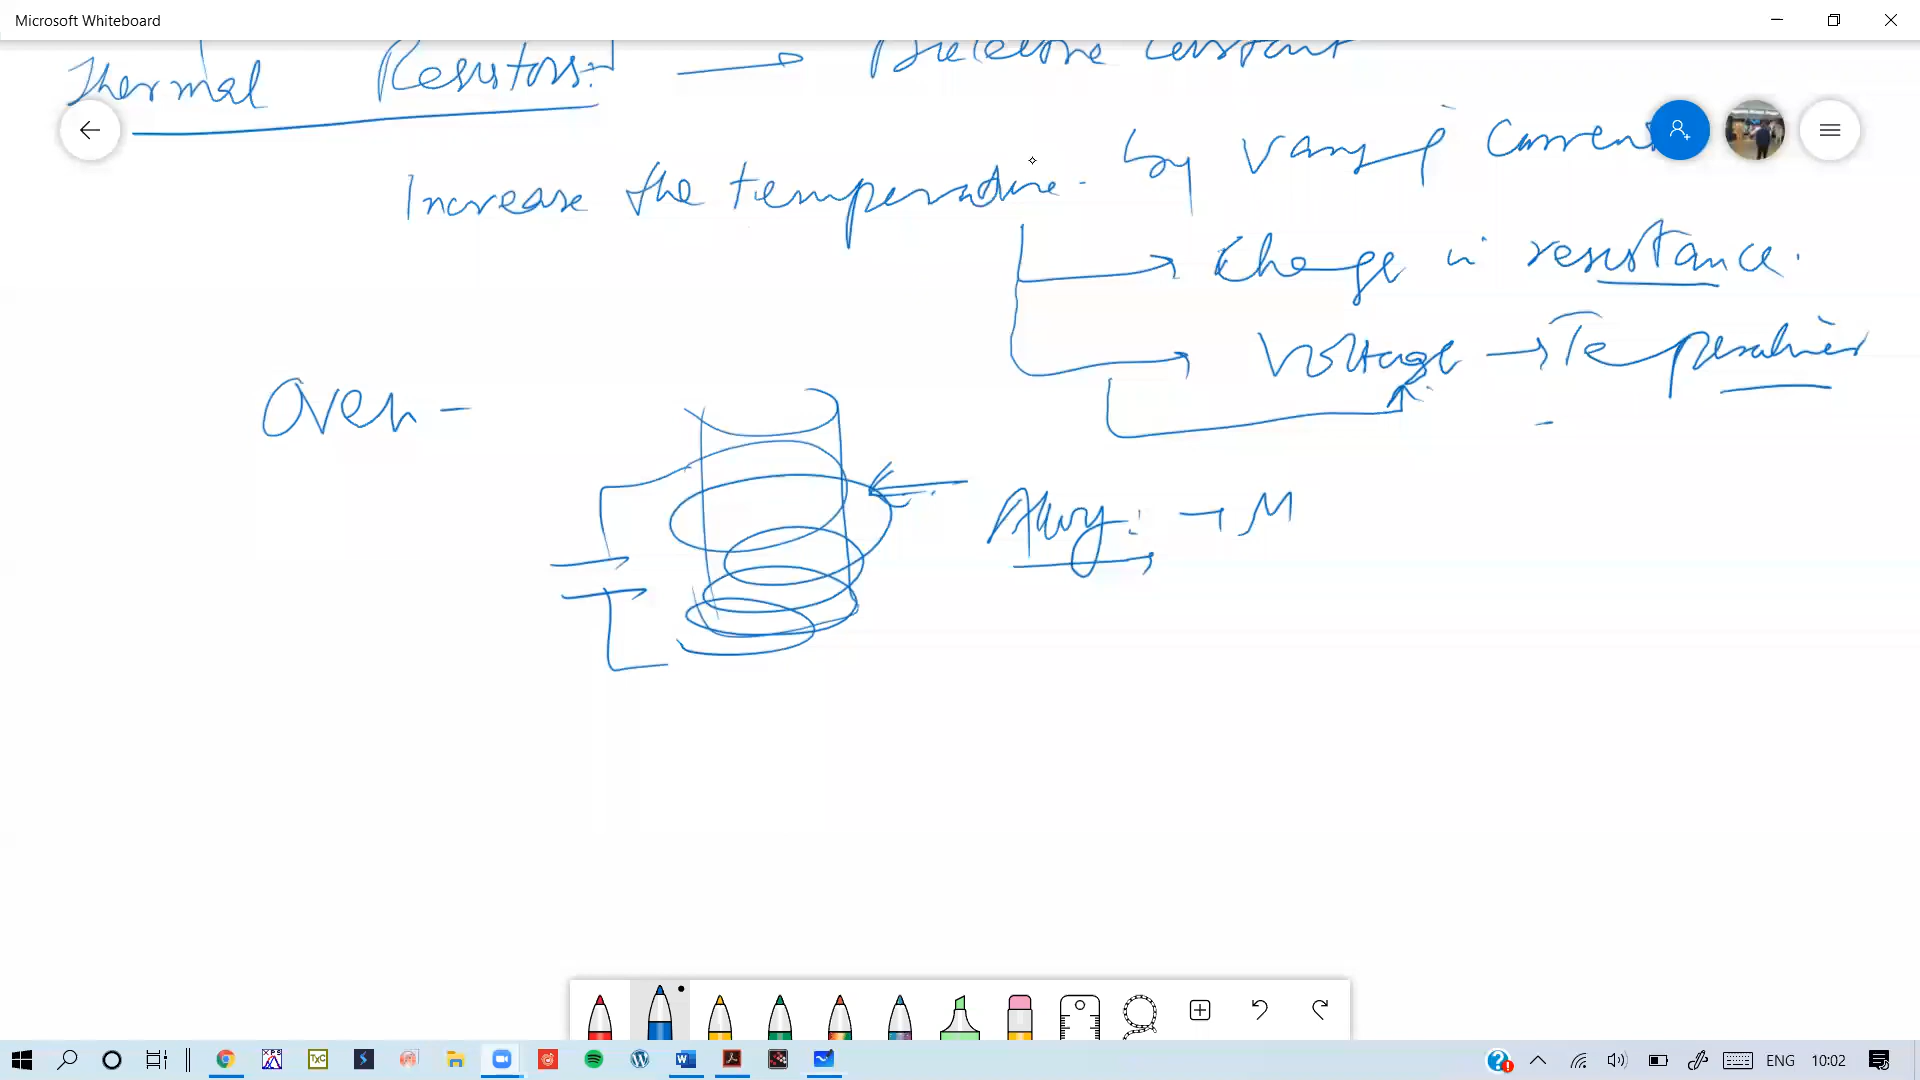 Microsoft Whiteboard
Thermal Resistors:- → Dielectric Constant
Increase the temperature. by varying current
→ Change in resistance.
→ Voltage → Temperature
Oven -
Alloy: → M
ENG 10:02